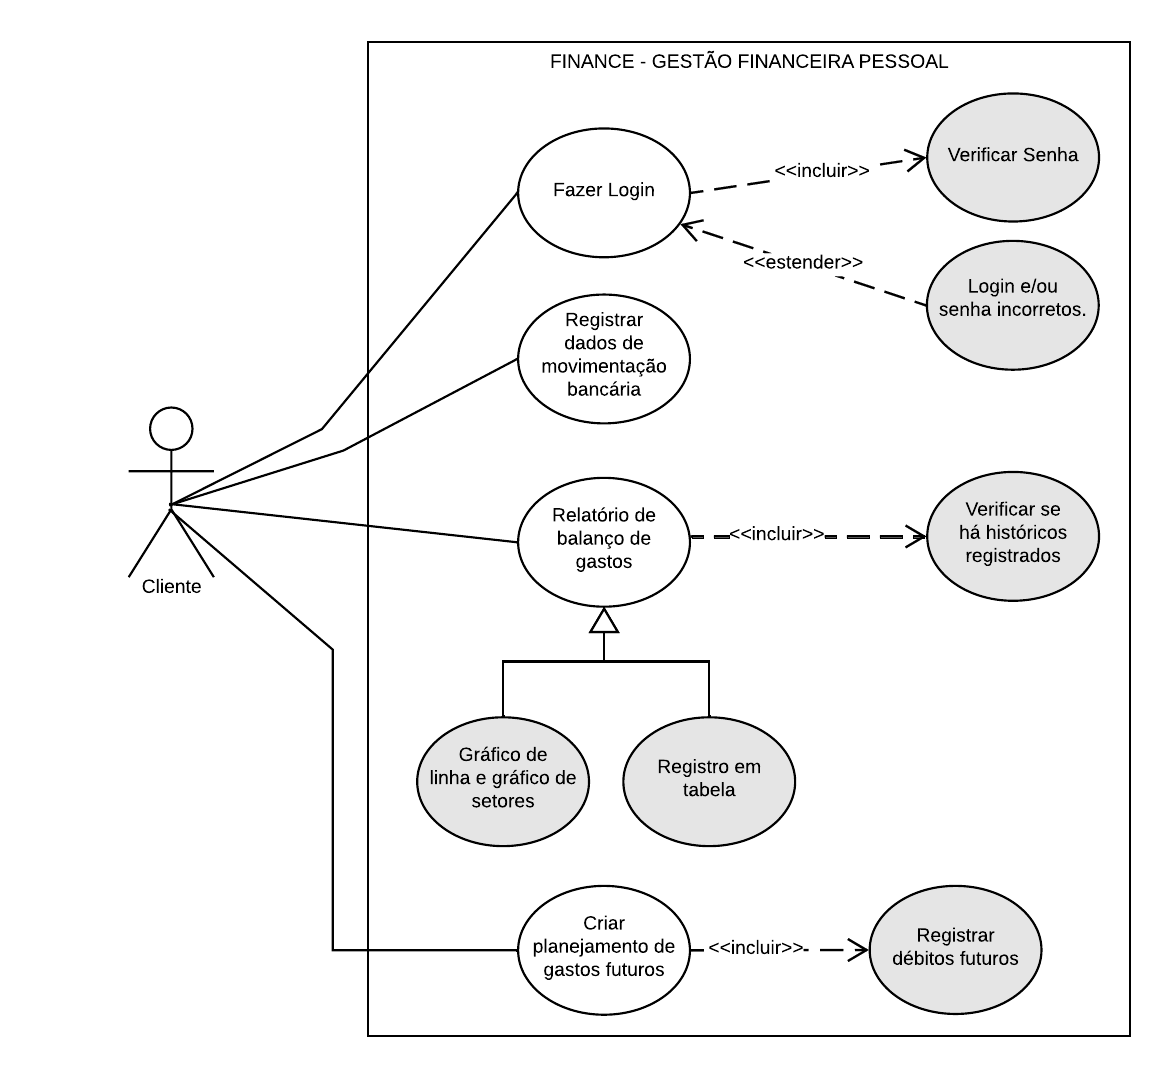 FINANCE - GESTÃO FINANCEIRA PESSOAL
Fazer Login
<<incluir>>
Verificar Senha
<<estender>>
Login e/ou
senha incorretos.
Registrar
dados de
movimentação
bancária
Cliente
Relatório de
balanço de
gastos
<<incluir>>
Verificar se
há históricos
registrados
Gráfico de
linha e gráfico de
setores
Registro em
tabela
Criar
planejamento de
gastos futuros
<<incluir>>
Registrar
débitos futuros